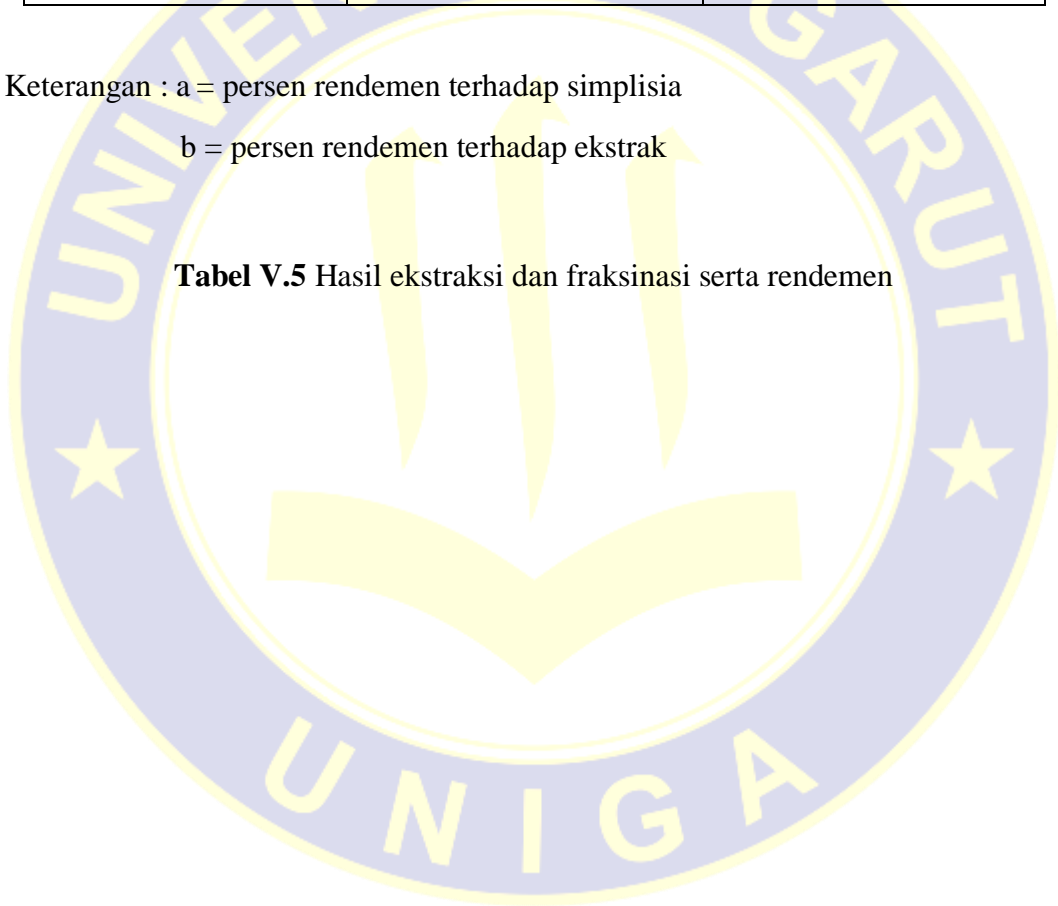 Keterangan : a = persen rendemen terhadap simplisia
b = persen rendemen terhadap ekstrak
Tabel V.5 Hasil ekstraksi dan fraksinasi serta rendemen
UNIVE GARUT
UNIGA